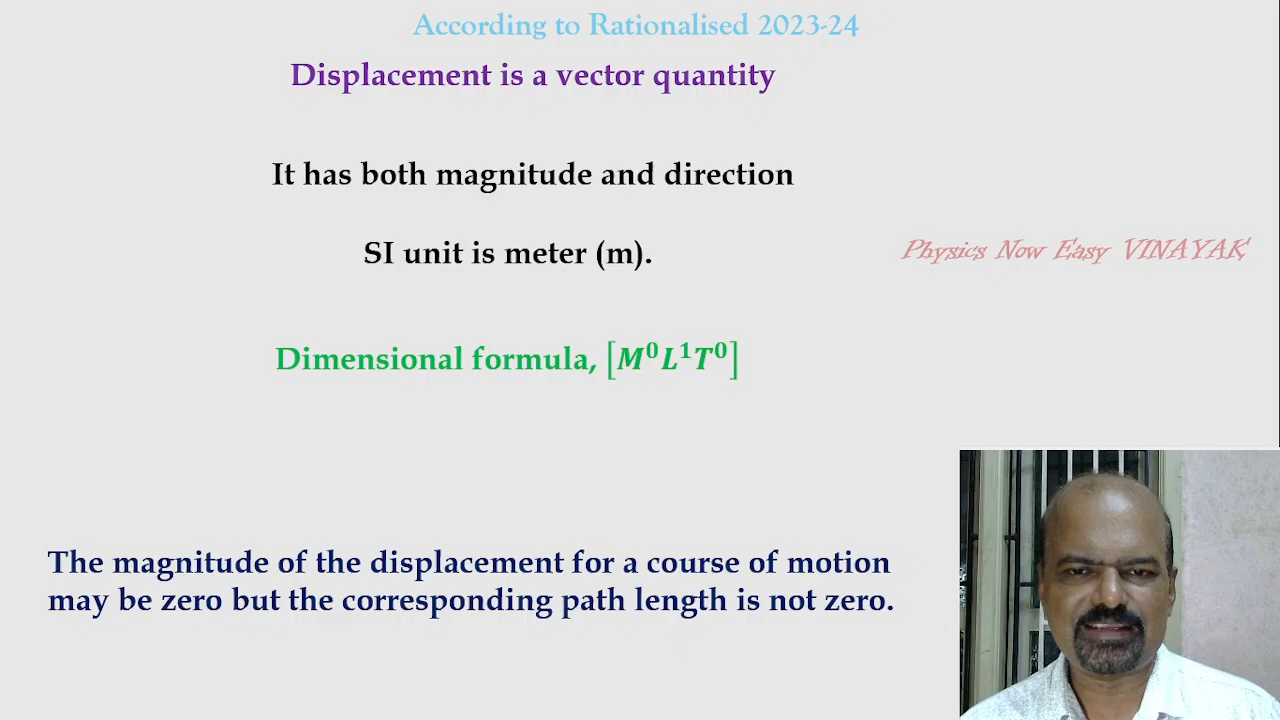 According to Rationalised 2023-24
Displacement is a vector quantity
It has both magnitude and direction
SI unit is meter (m).
Physics Now Easy VINAYAK
Dimensional formula, [M⁰L¹T⁰]
The magnitude of the displacement for a course of motion
may be zero but the corresponding path length is not zero.